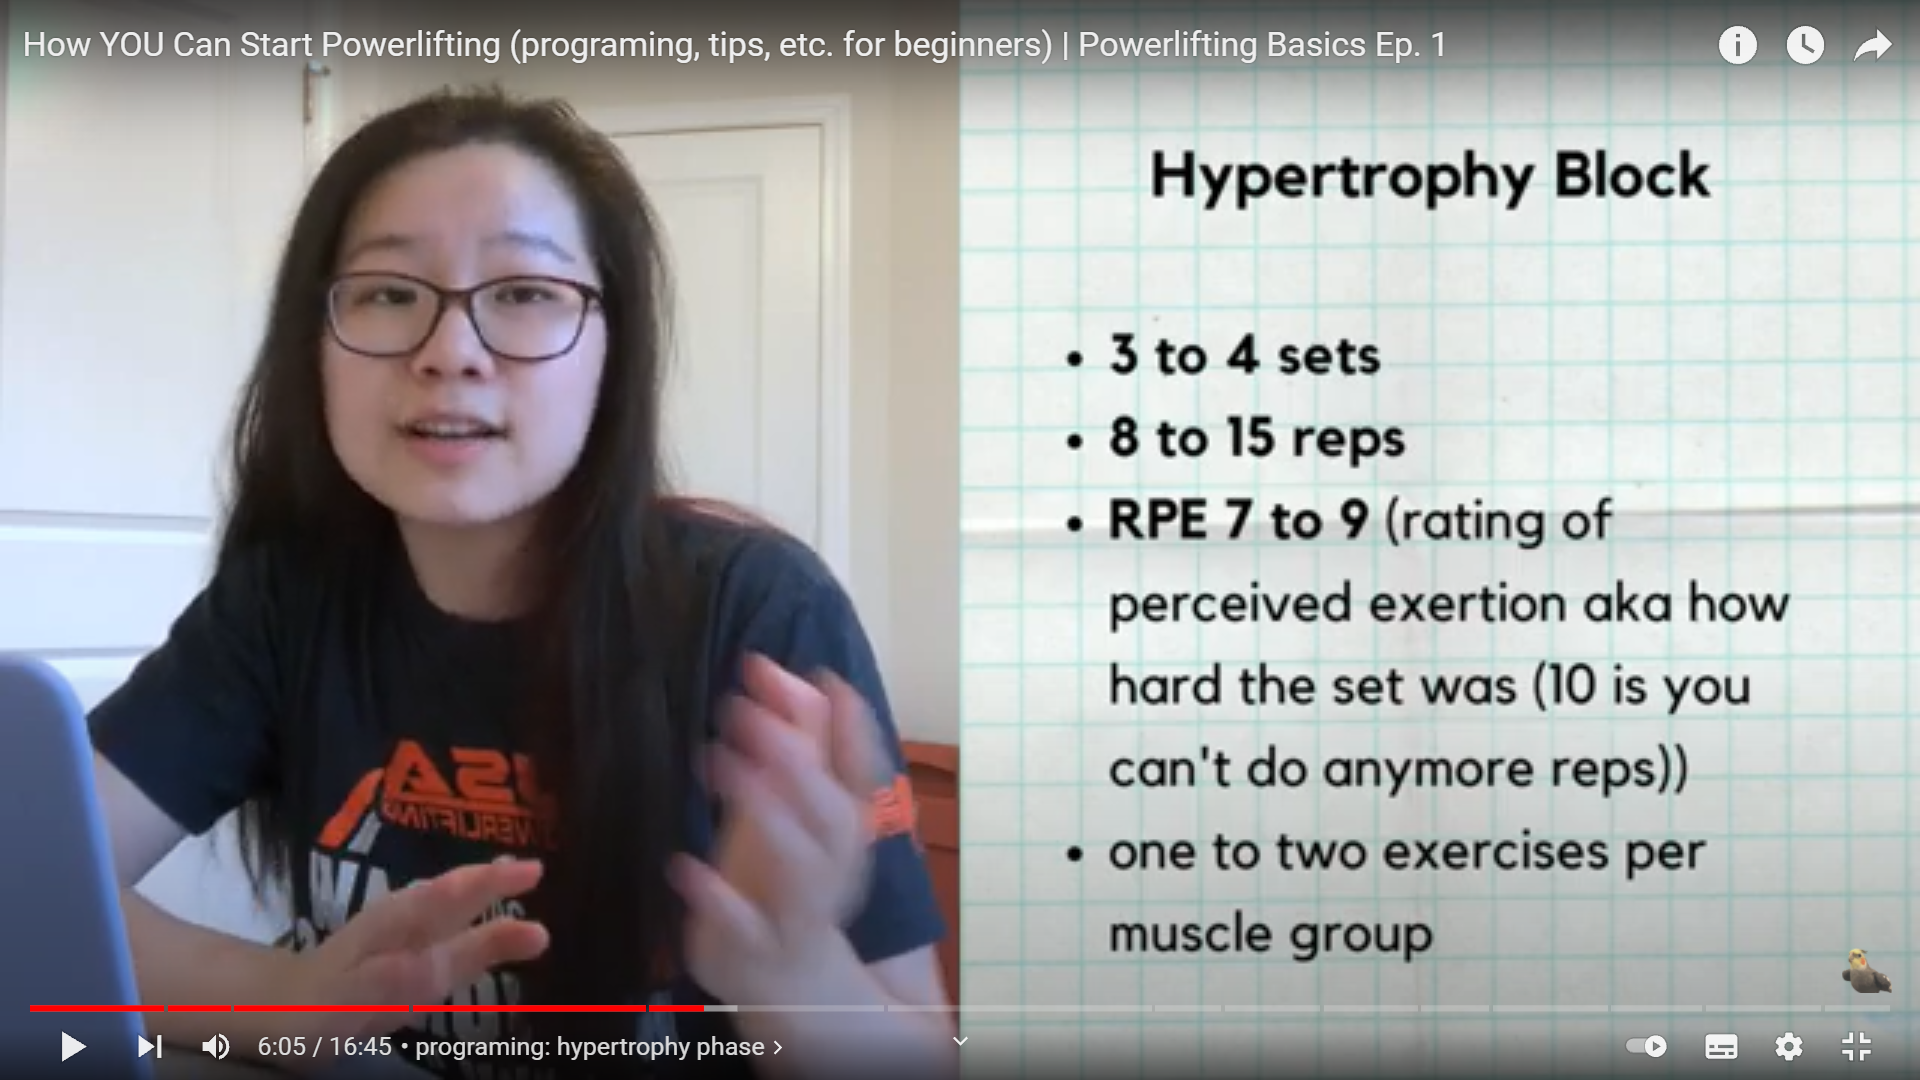 How YOU Can Start Powerlifting (programing, tips, etc. for beginners) | Powerlifting Basics Ep. 1
Hypertrophy Block
• 3 to 4 sets
• 8 to 15 reps
• RPE 7 to 9 (rating of
perceived exertion aka how
hard the set was (10 is you
can't do anymore reps))
• one to two exercises per
muscle group
USA
POWERLIFTING
6:05 / 16:45 • programing: hypertrophy phase ›